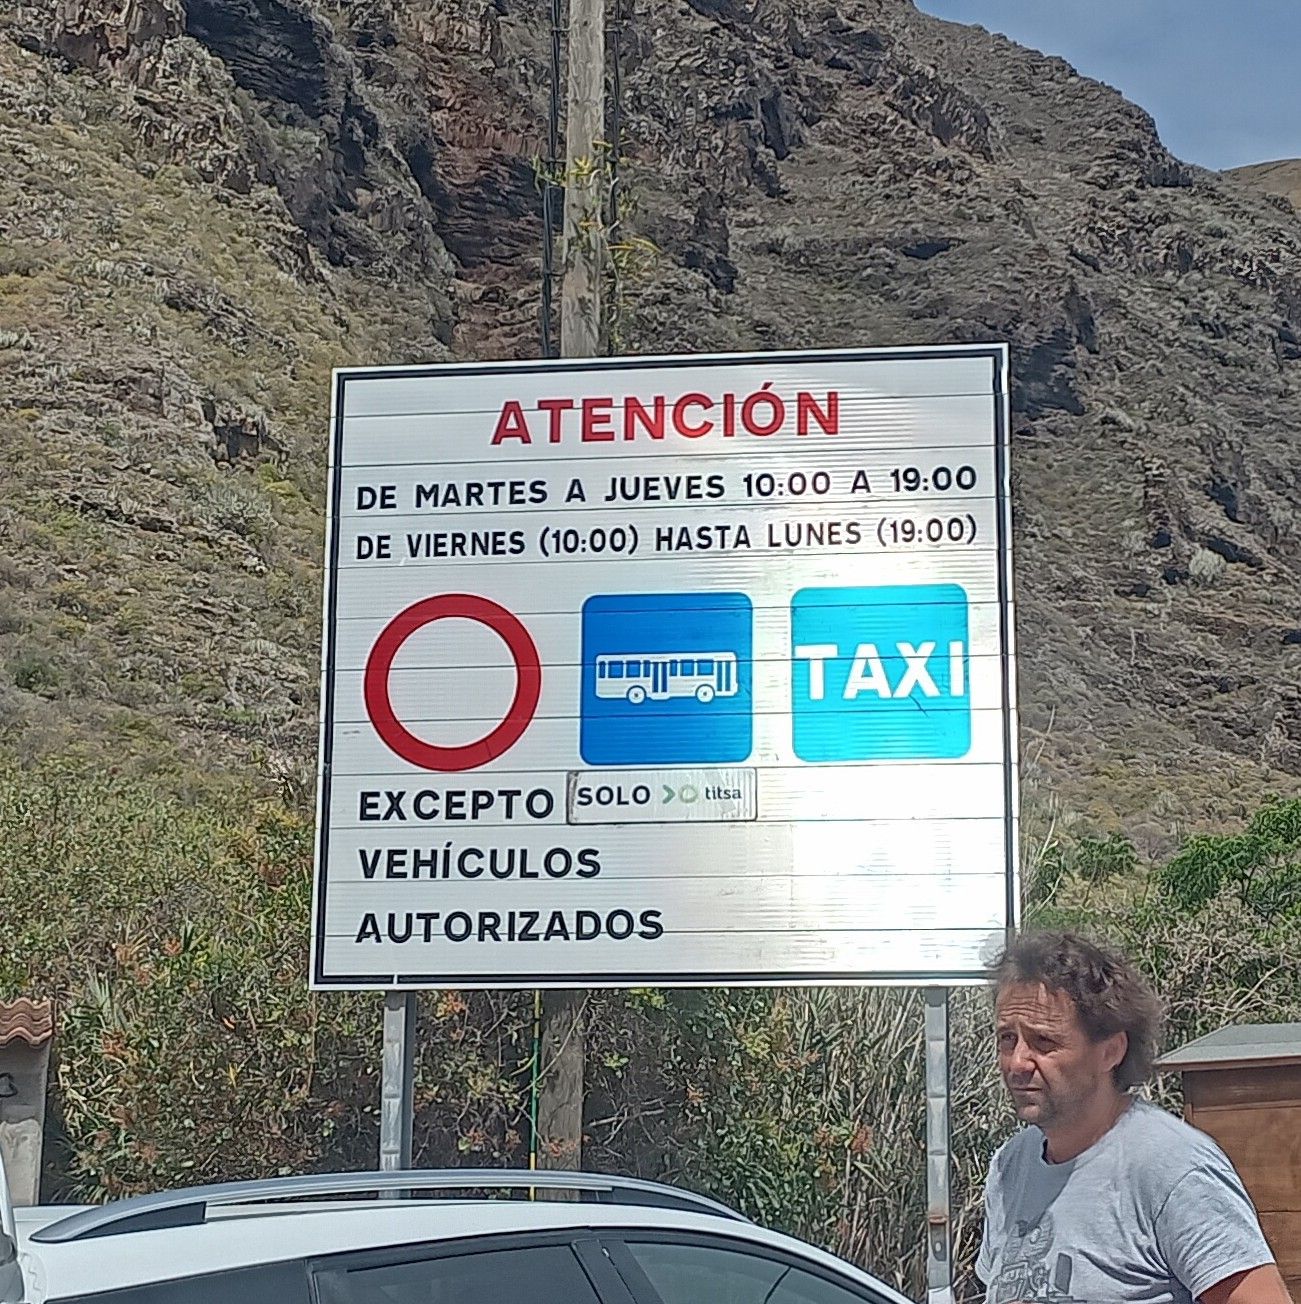 ATENCIÓN
DE MARTES A JUEVES 10:00 A 19:00
DE VIERNES (10:00) HASTA LUNES (19:00)
TAXI
EXCEPTO SOLO titsa
VEHÍCULOS
AUTORIZADOS